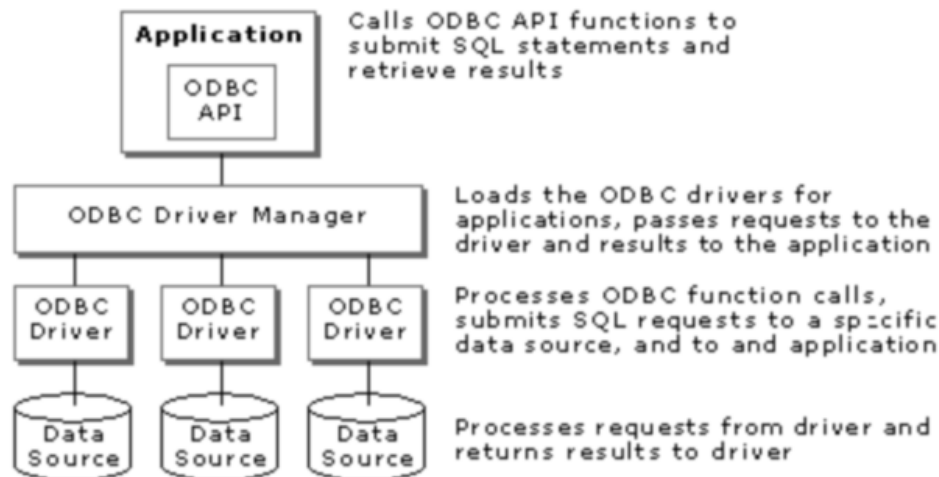 Application
ODBC
API
Calls ODBC API functions to
submit SQL statements and
retrieve results
ODBC Driver Manager
Loads the ODBC drivers for
applications, passes requests to the
driver and results to the application
ODBC
Driver
ODBC
Driver
ODBC
Driver
Processes ODBC function calls,
submits SQL requests to a specific
data source, and to and application
Data
Source
Data
Source
Data
Source
Processes requests from driver and
returns results to driver